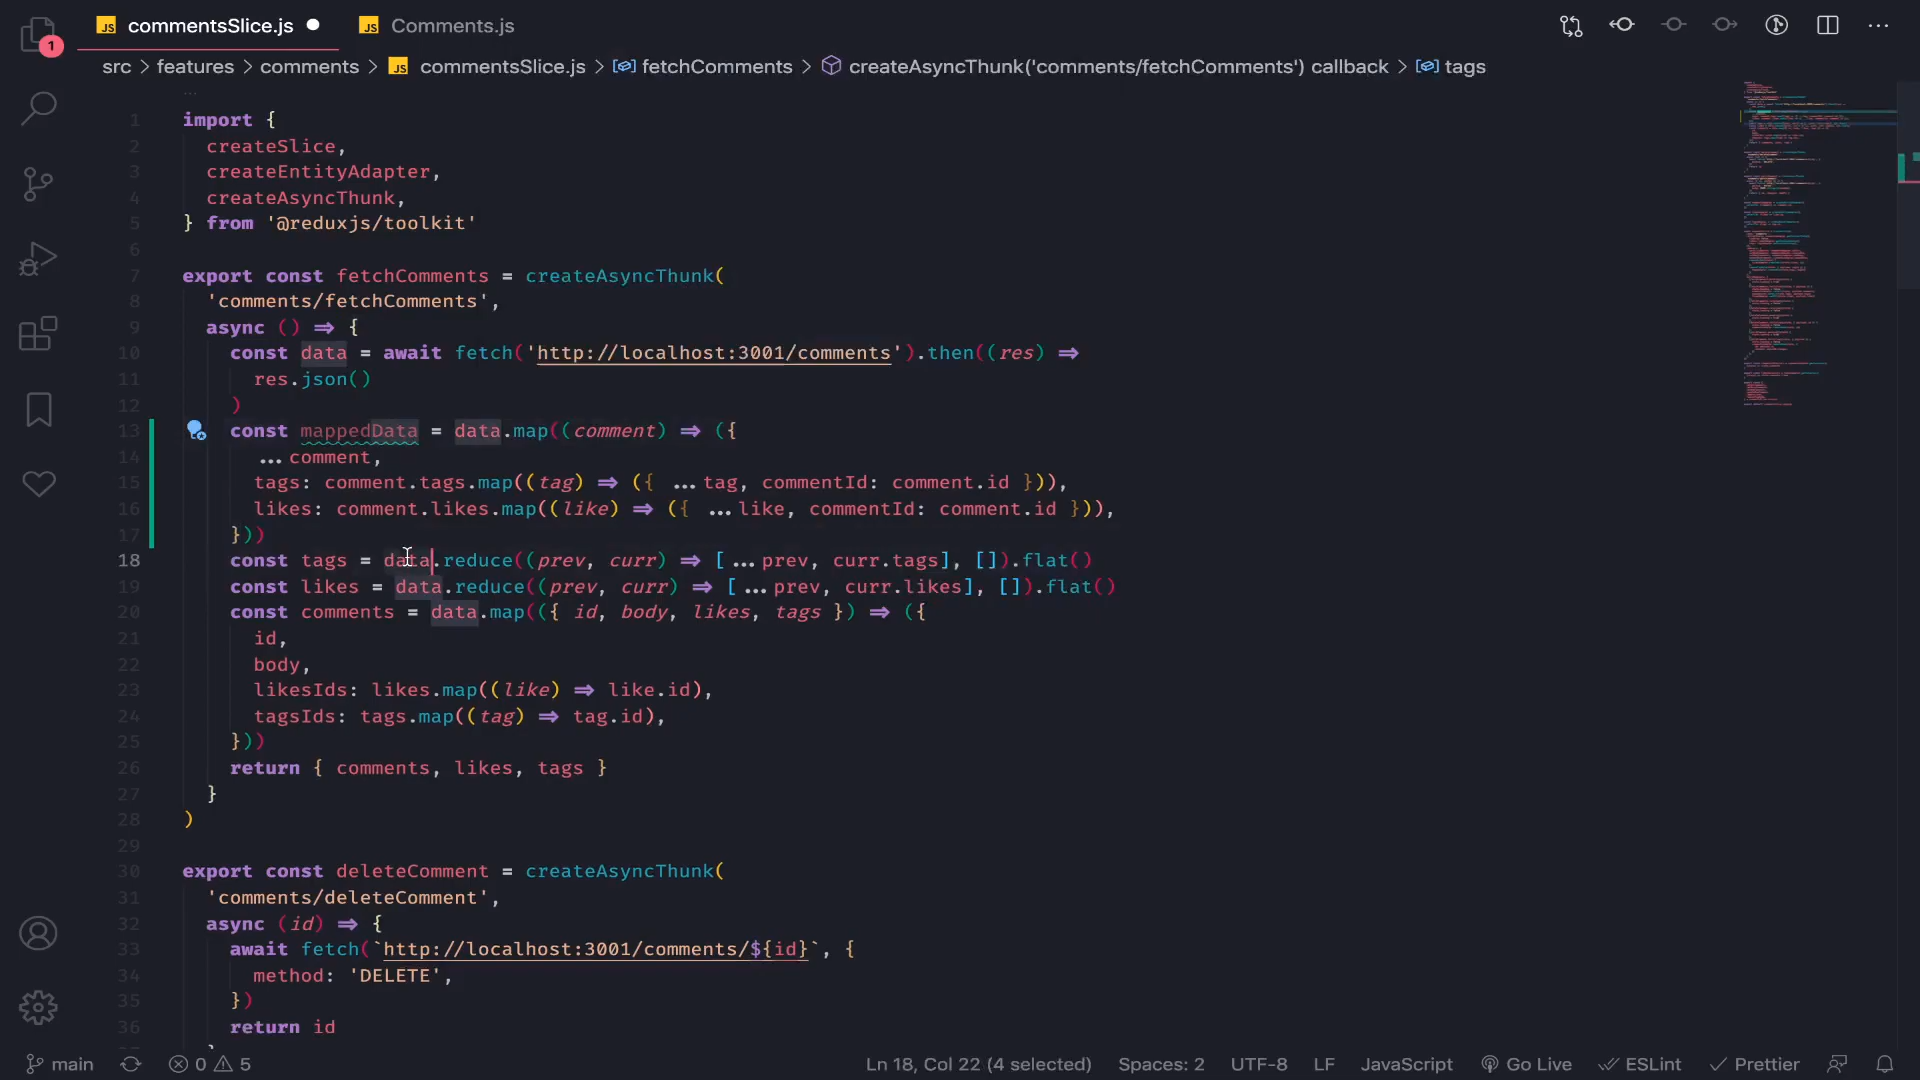 commentsSlice.js
Comments.js
1
src > features > comments > commentsSlice.js > fetchComments > createAsyncThunk('comments/fetchComments') callback > tags
1 import {
2 createSlice,
3 createEntityAdapter,
4 createAsyncThunk,
5 } from '@reduxjs/toolkit'
6
7 export const fetchComments = createAsyncThunk(
8 'comments/fetchComments',
9 async () => {
10 const data = await fetch('http://localhost:3001/comments').then((res) =>
11 res.json()
12 )
13 const mappedData = data.map((comment) => ({
14 ...comment,
15 tags: comment.tags.map((tag) => ({ ...tag, commentId: comment.id })),
16 likes: comment.likes.map((like) => ({ ...like, commentId: comment.id })),
17 }))
18 const tags = data.reduce((prev, curr) => [...prev, curr.tags], []).flat()
19 const likes = data.reduce((prev, curr) => [...prev, curr.likes], []).flat()
20 const comments = data.map(({ id, body, likes, tags }) => ({
21 id,
22 body,
23 likesIds: likes.map((like) => like.id),
24 tagsIds: tags.map((tag) => tag.id),
25 }))
26 return { comments, likes, tags }
27 }
28 )
29
30 export const deleteComment = createAsyncThunk(
31 'comments/deleteComment',
32 async (id) => {
33 await fetch(`http://localhost:3001/comments/${id}`, {
34 method: 'DELETE',
35 })
36 return id
main 0 5 Ln 18, Col 22 (4 selected) Spaces: 2 UTF-8 LF JavaScript Go Live ESLint Prettier